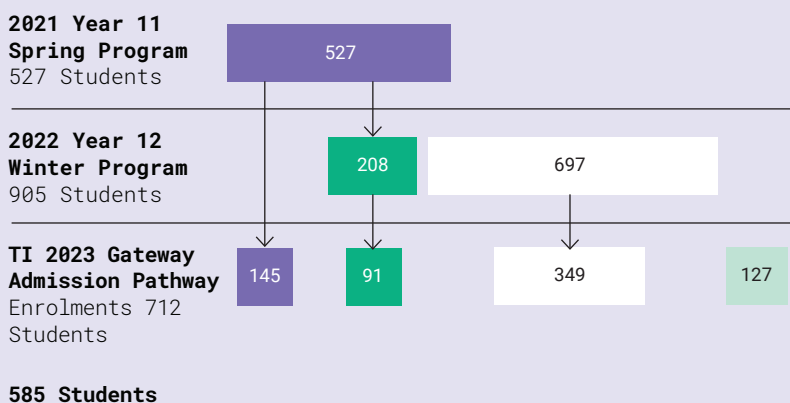 2021 Year 11
Spring Program
527 Students
527
2022 Year 12
Winter Program
905 Students
208
697
TI 2023 Gateway
Admission Pathway
Enrolments 712
Students
145
91
349
127
585 Students